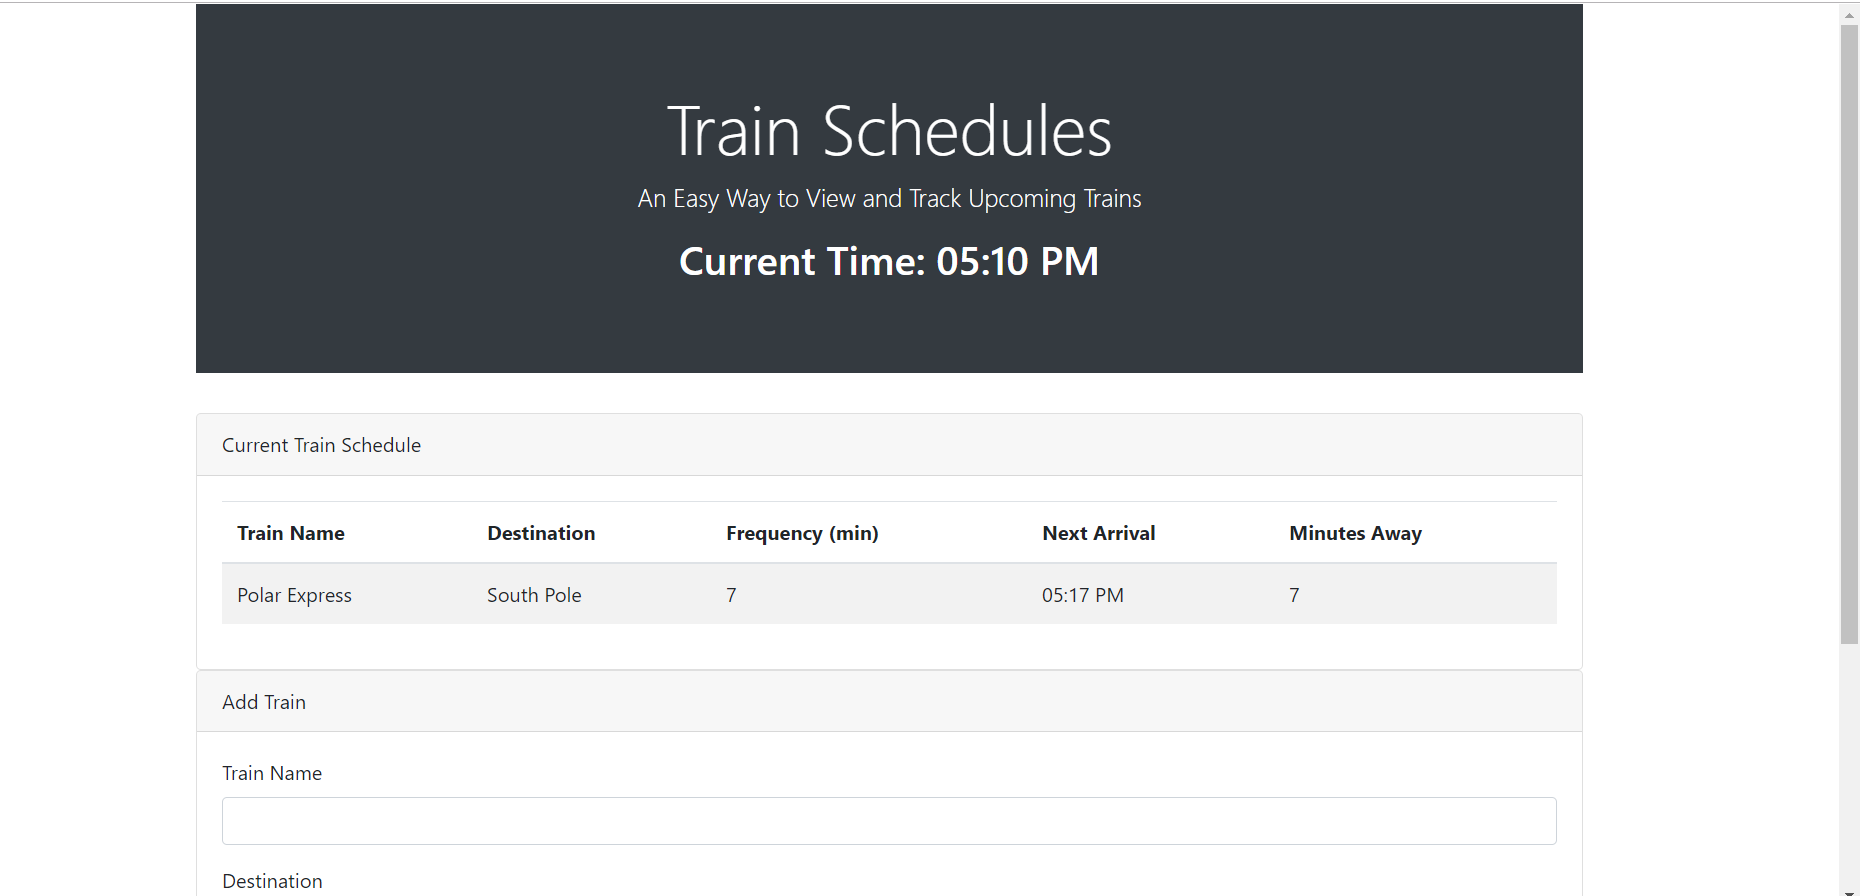 Train Schedules
An Easy Way to View and Track Upcoming Trains
Current Time: 05:10 PM
Current Train Schedule
Train Name Destination Frequency (min) Next Arrival Minutes Away
Polar Express South Pole 7 05:17 PM 7
Add Train
Train Name
Destination